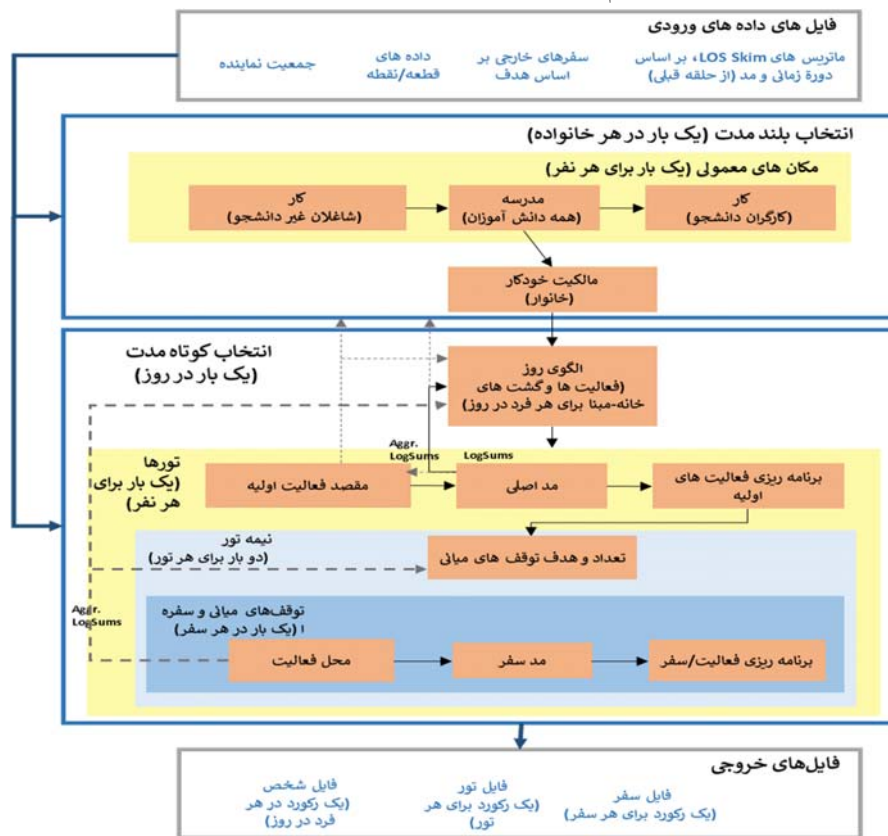 فایل های داده های ورودی
ماتریس های LOS Skim، بر اساس
دورهٔ زمانی و مد (از حلقه قبلی)
سفرهای خارجی بر
اساس هدف
داده های
قطعه/نقطه
جمعیت نماینده
انتخاب بلند مدت (یک بار در هر خانواده)
مکان های معمولی (یک بار برای هر نفر)
کار
(شاغلان غیر دانشجو)
مدرسه
(همه دانش آموزان)
کار
(کارگران دانشجو)
مالکیت خودکار
(خانوار)
انتخاب کوتاه مدت
(یک بار در روز)
الگوی روز
(فعالیت ها و گشت های
خانه-مبنا برای هر فرد در روز)
Aggr.
LogSums
LogSums
تورها
(یک بار برای
هر نفر)
مقصد فعالیت اولیه
مد اصلی
برنامه ریزی فعالیت های
اولیه
نیمه تور
(دو بار برای هر تور)
تعداد و هدف توقف های میانی
Aggr.
LogSums
توقف‌های میانی و سفره
ا (یک بار در هر سفر)
محل فعالیت
مد سفر
برنامه ریزی فعالیت/سفر
فایل‌های خروجی
فایل سفر
(یک رکورد برای هر سفر)
فایل تور
(یک رکورد برای هر
تور)
فایل شخص
(یک رکورد در هر
فرد در روز)